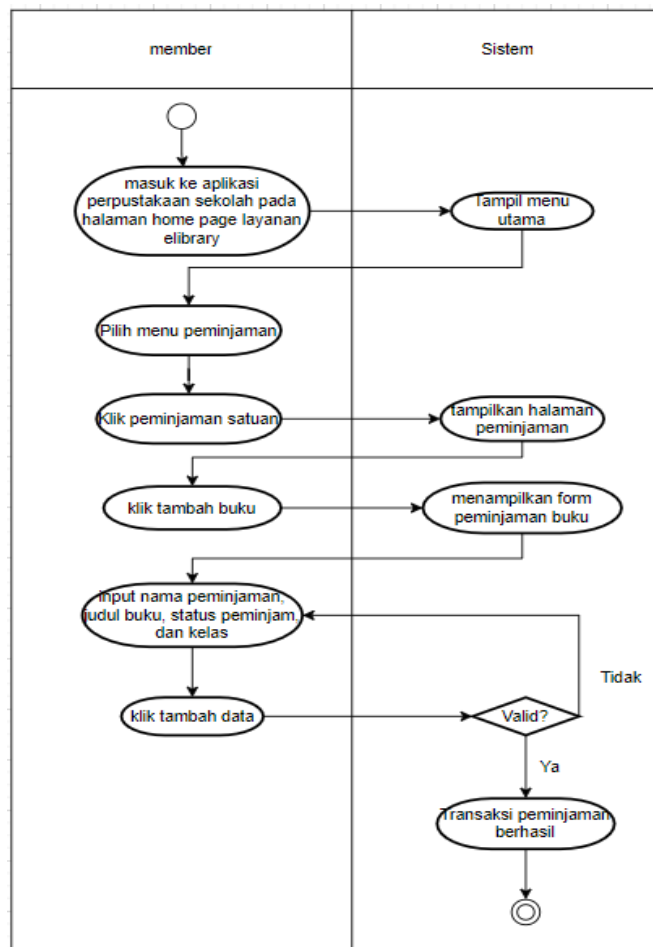 member
Sistem
masuk ke aplikasi
perpustakaan sekolah pada
halaman home page layanan
elibrary
Tampil menu
utama
Pilih menu peminjaman
Klik peminjaman satuan
tampilkan halaman
peminjaman
klik tambah buku
menampilkan form
peminjaman buku
input nama peminjaman,
judul buku, status peminjam,
dan kelas
Tidak
klik tambah data
Valid?
Ya
Transaksi peminjaman
berhasil